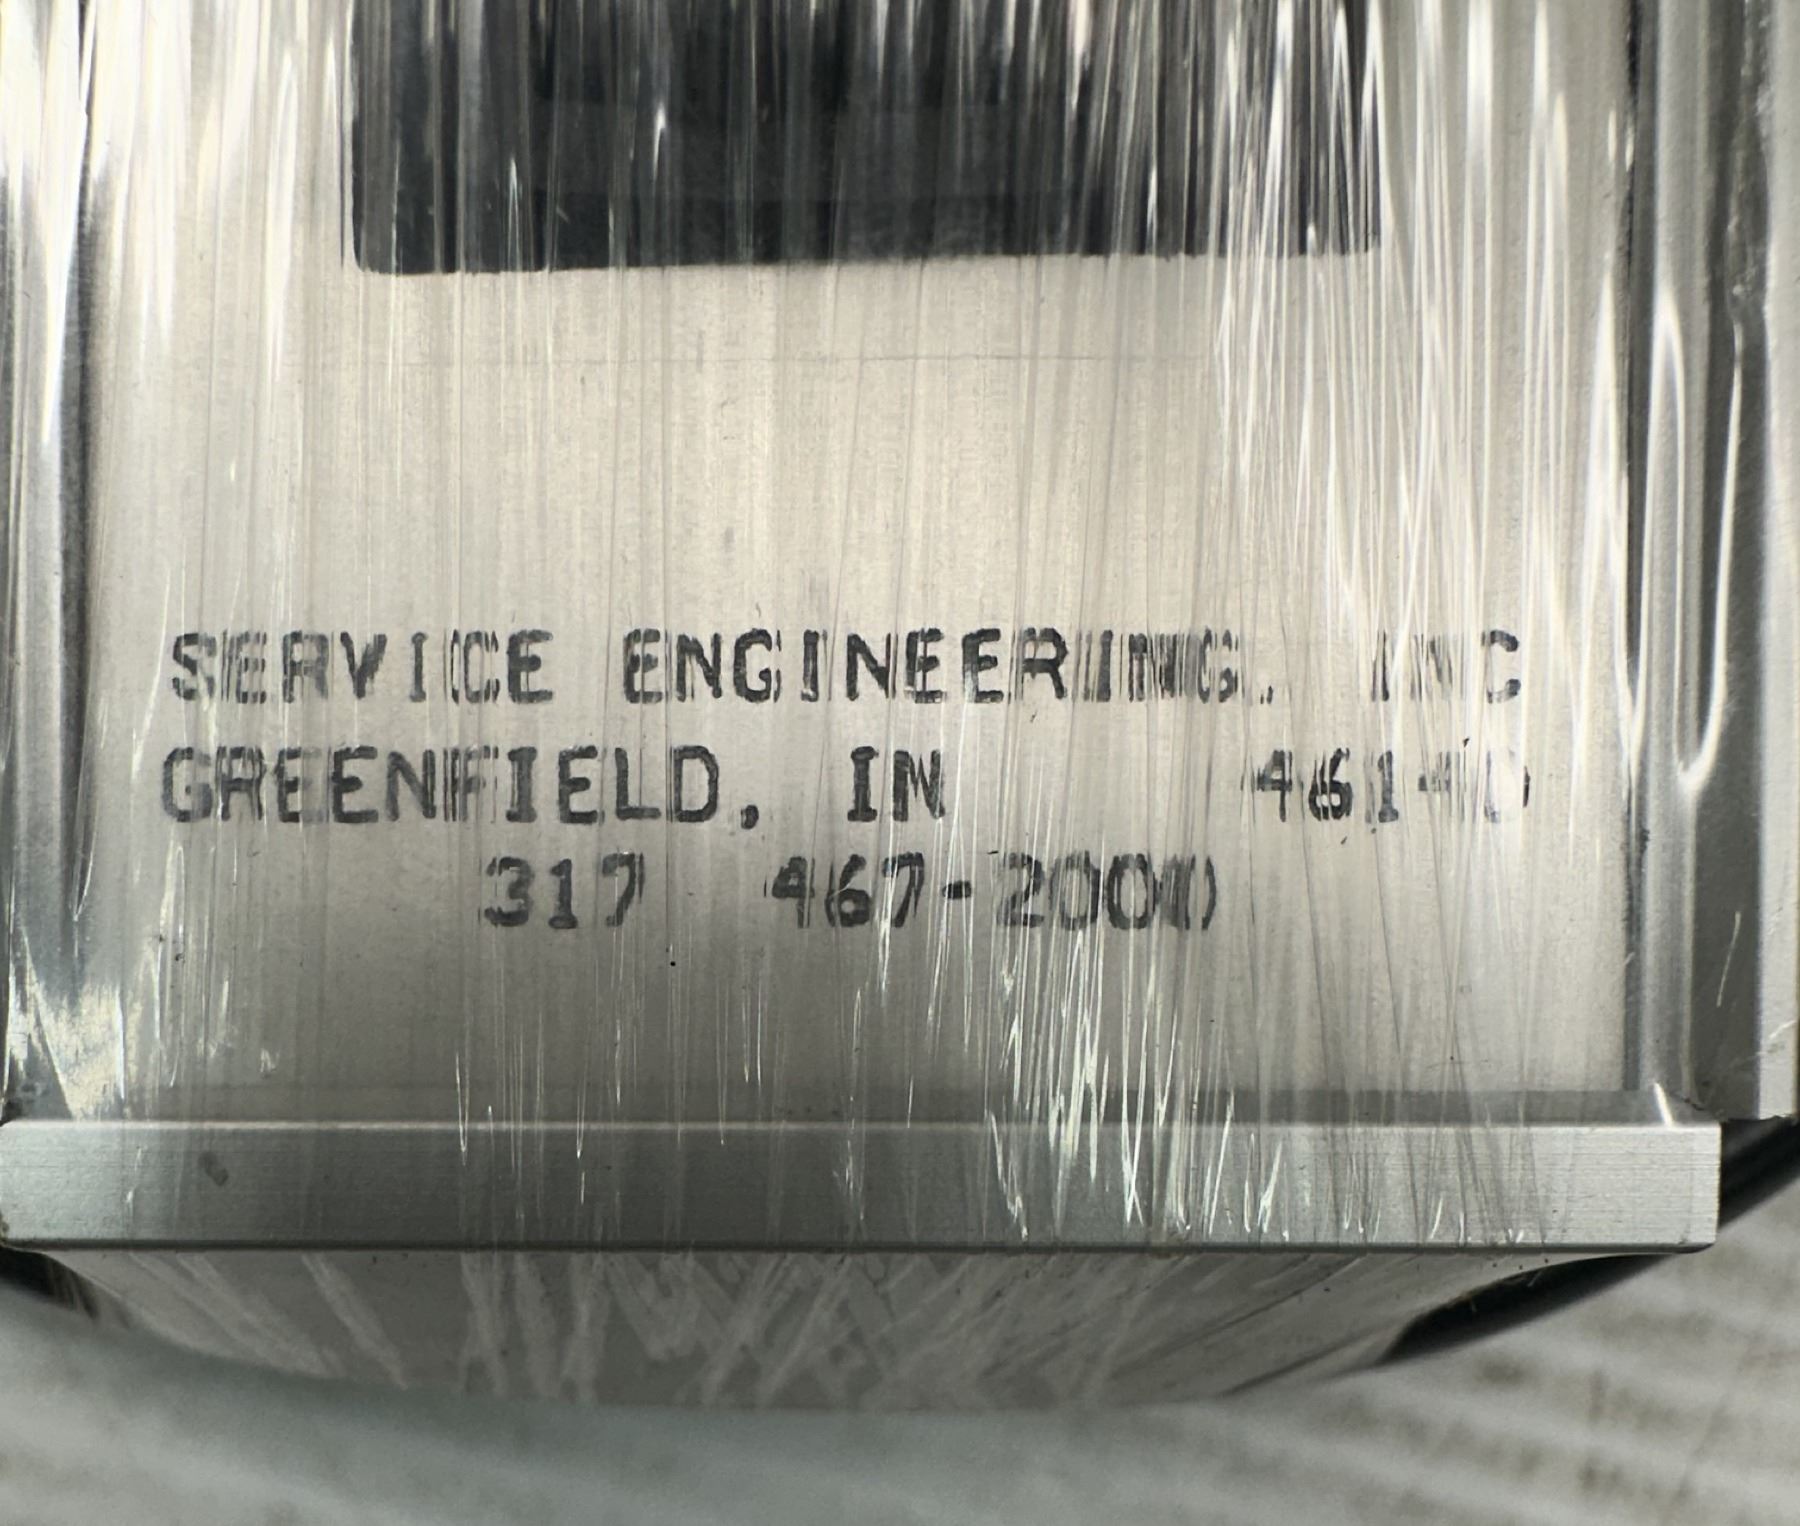 SERVICE ENGINEERING, INC
GREENFIELD, IN 46140
317 467-2000